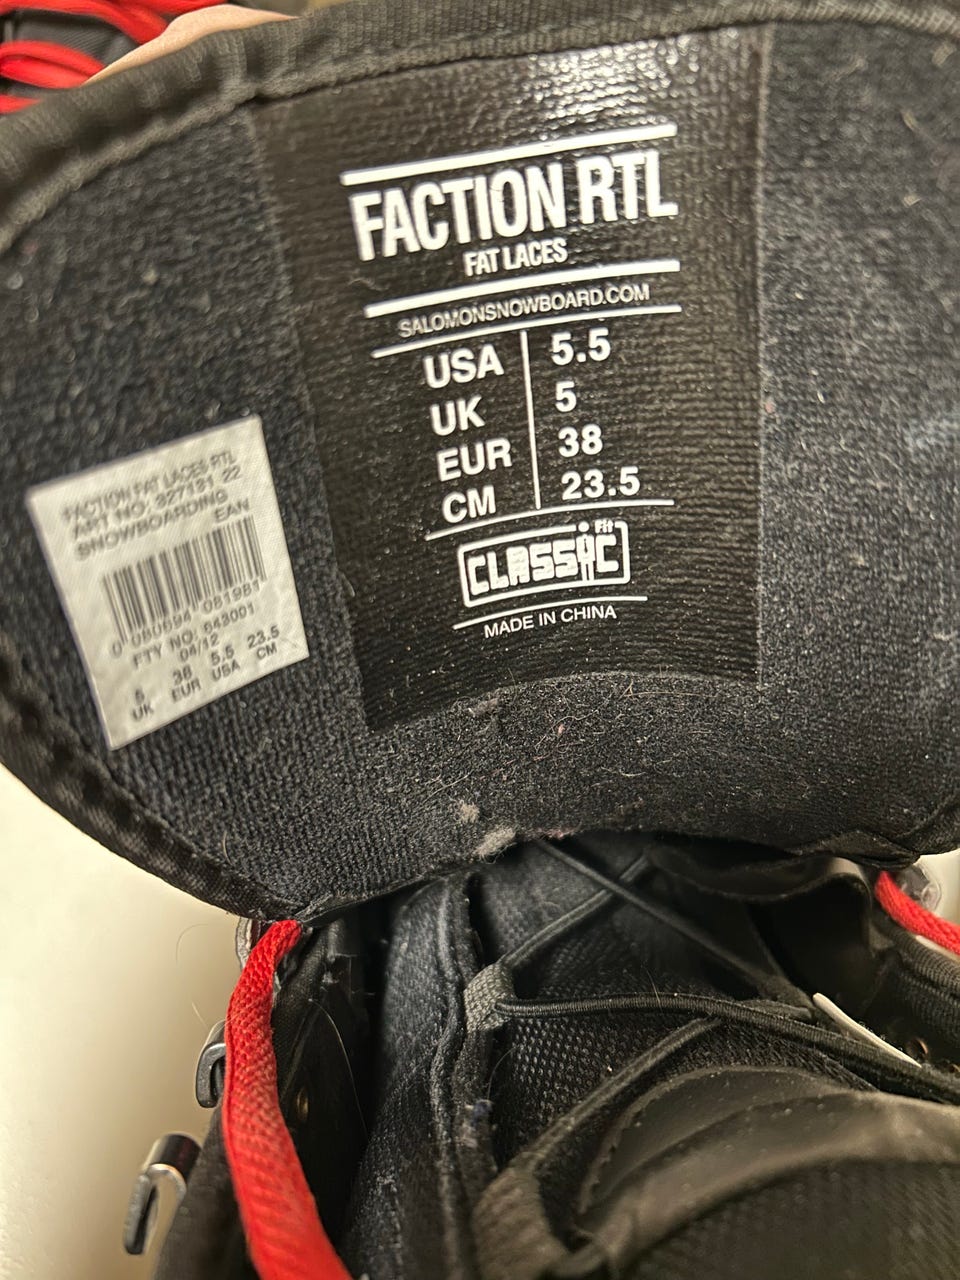 FACTION RTL
FAT LACES
SALOMONSNOWBOARD.COM
USA 5.5
UK 5
EUR 38
CM 23.5
CLASSIC Fit
MADE IN CHINA
FACTION FAT LACES RTL
ART NO. 327131 22
SNOWBOARDING
EAN
0 080694 081981
FTY NO. 643001
04/12
5 38 5.5 23.5
UK EUR USA CM